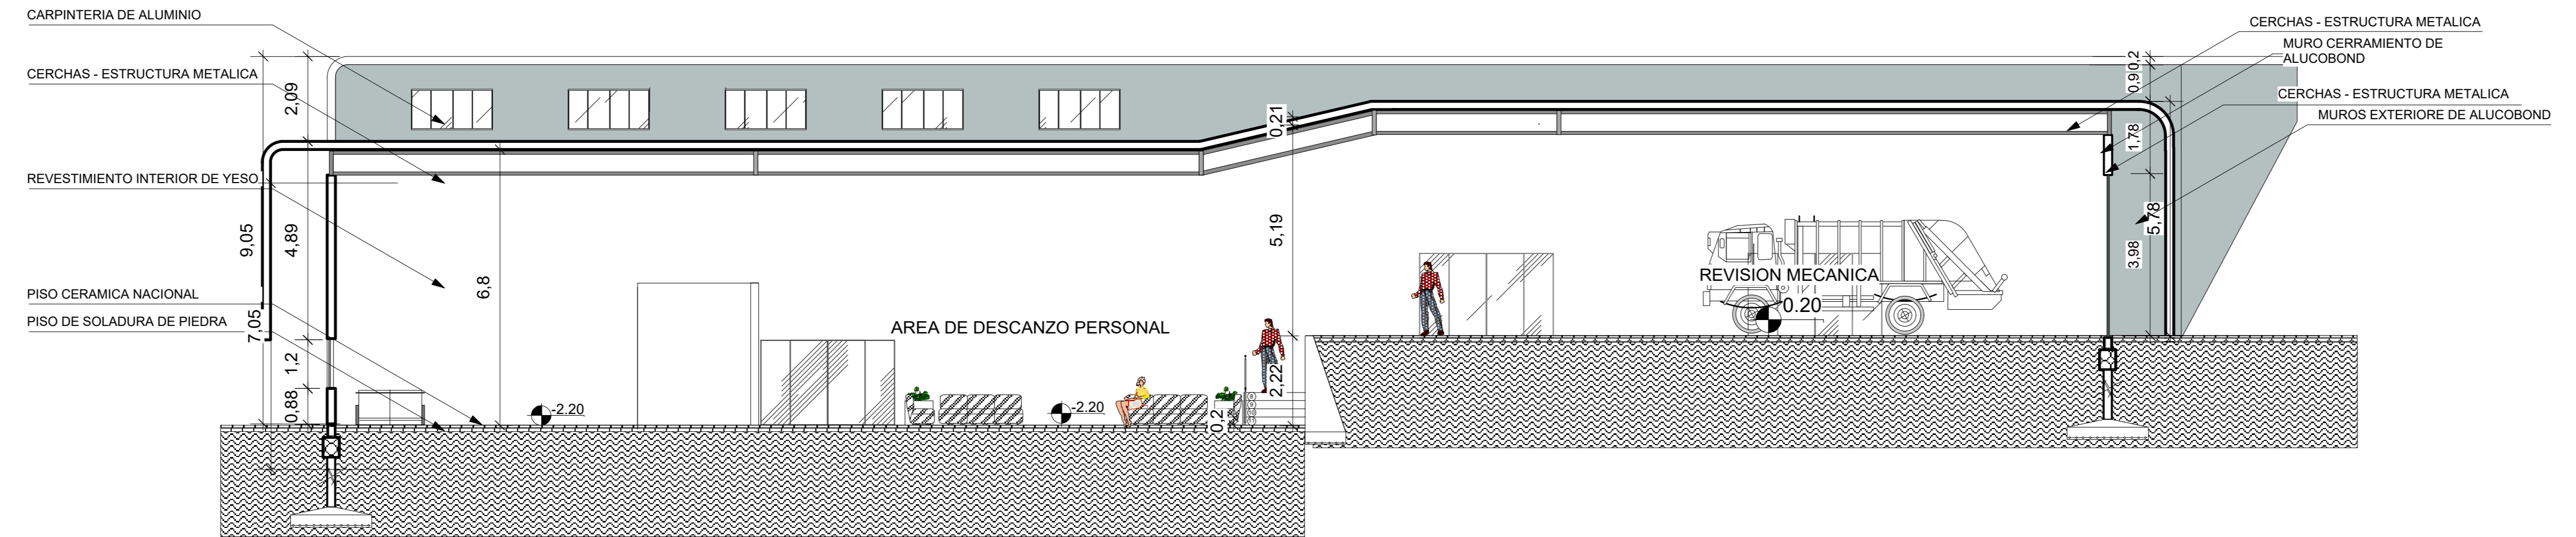 CARPINTERIA DE ALUMINIO
CERCHAS - ESTRUCTURA METALICA
REVESTIMIENTO INTERIOR DE YESO
PISO CERAMICA NACIONAL
PISO DE SOLADURA DE PIEDRA
9,05
7,05
2,09
4,89
1,2
0,88
6,8
-2.20
AREA DE DESCANZO PERSONAL
-2.20
0,2
0,21
5,19
2,22
REVISION MECANICA
0.20
0,2
0,9
1,78
5,78
3,98
CERCHAS - ESTRUCTURA METALICA
MURO CERRAMIENTO DE
ALUCOBOND
CERCHAS - ESTRUCTURA METALICA
MUROS EXTERIORE DE ALUCOBOND